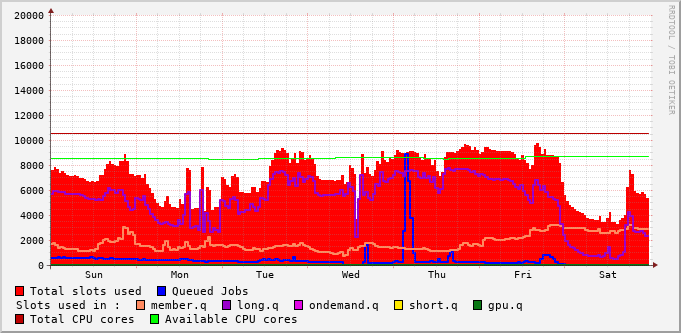 RRDTOOL / TOBI OETIKER
20000
18000
16000
14000
12000
10000
8000
6000
4000
2000
0
Sun Mon Tue Wed Thu Fri Sat
Total slots used Queued Jobs
Slots used in : member.q long.q ondemand.q short.q gpu.q
Total CPU cores Available CPU cores